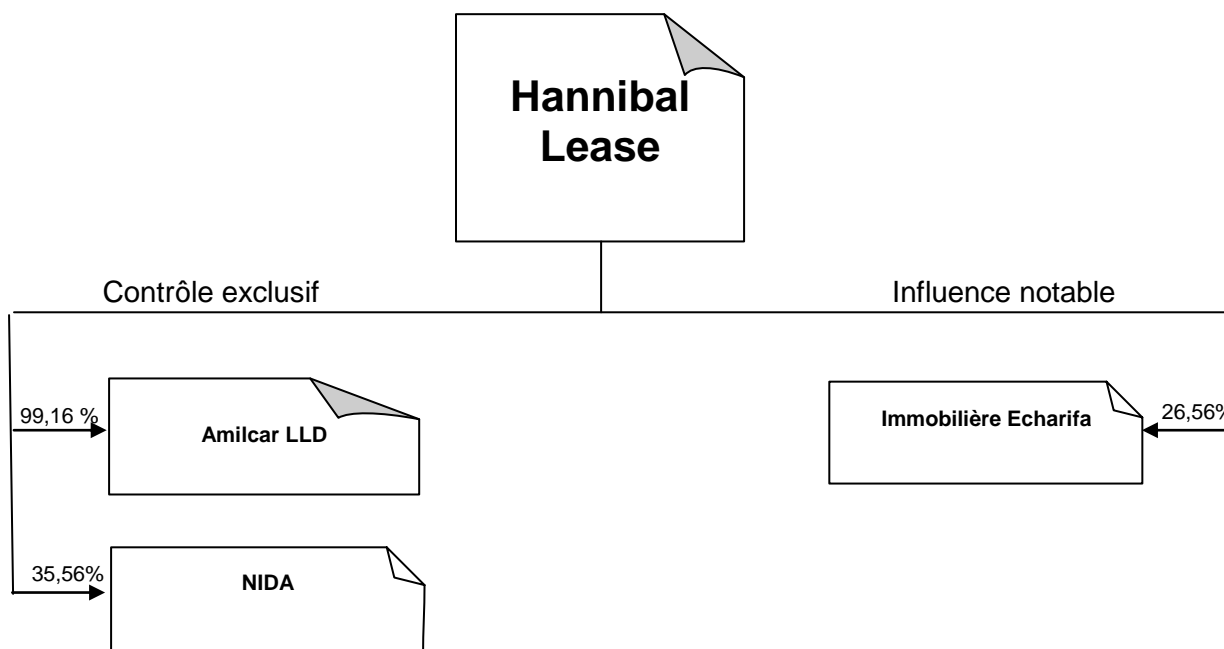 Hannibal
Lease
Contrôle exclusif
Influence notable
99,16 %
Amilcar LLD
Immobilière Echarifa
26,56%
35,56%
NIDA